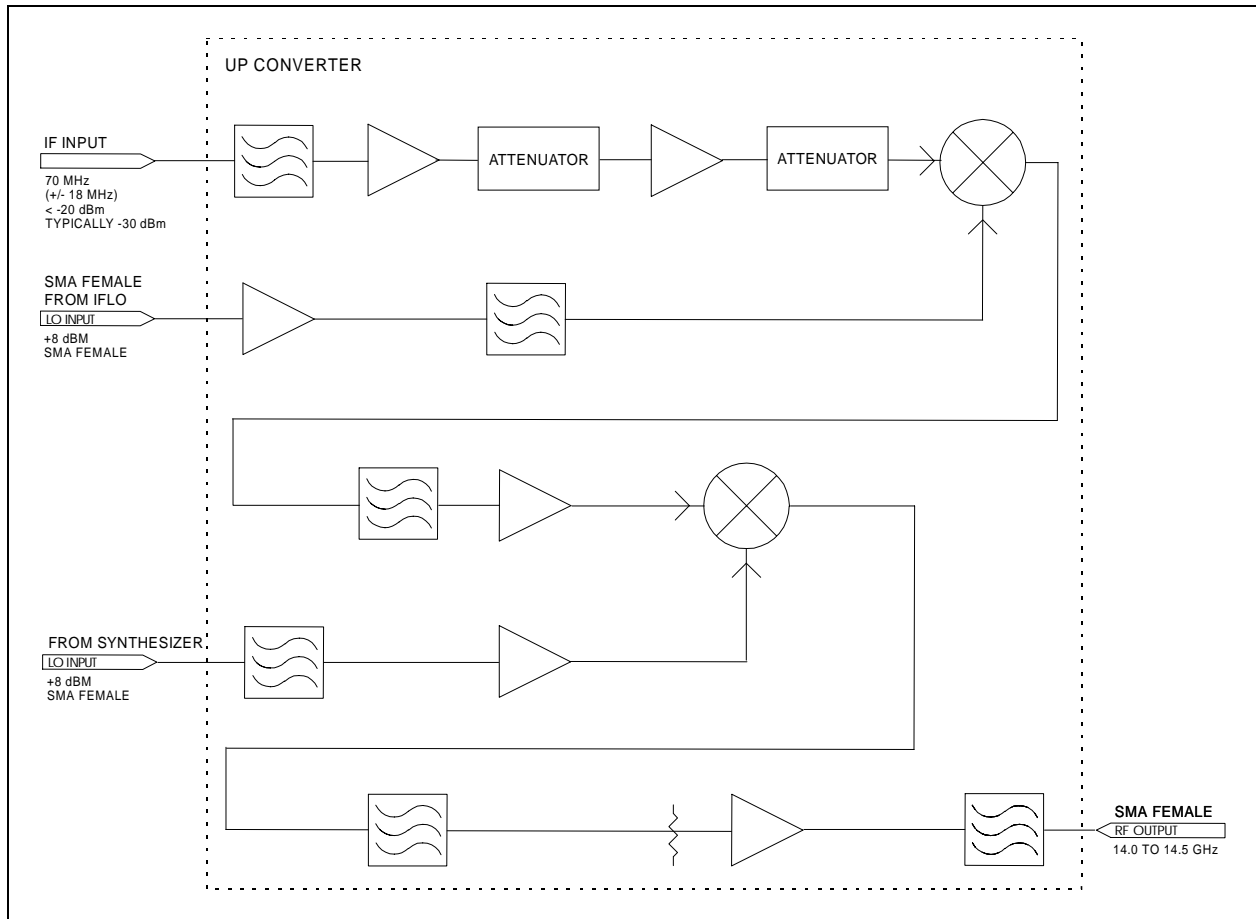 UP CONVERTER
IF INPUT
70 MHz
(+/- 18 MHz)
< -20 dBm
TYPICALLY -30 dBm
ATTENUATOR
ATTENUATOR
SMA FEMALE
FROM IFLO
LO INPUT
+8 dBM
SMA FEMALE
FROM SYNTHESIZER
LO INPUT
+8 dBM
SMA FEMALE
SMA FEMALE
RF OUTPUT
14.0 TO 14.5 GHz